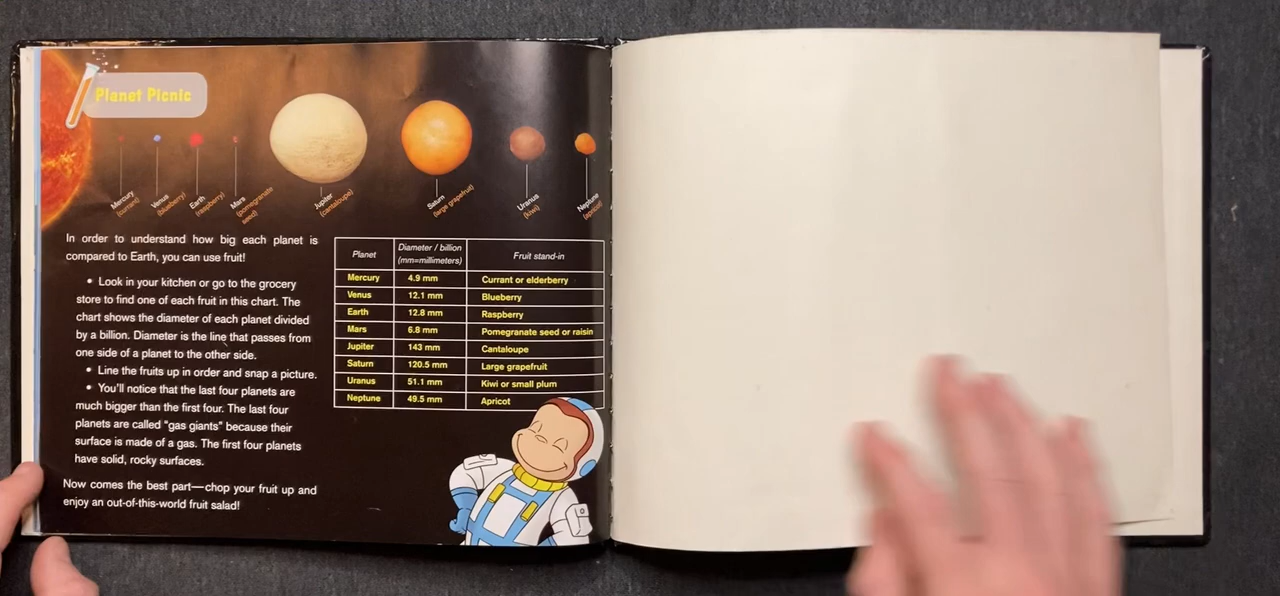 Planet Picnic
Mercury
(currant)
Venus
(blueberry)
Earth
(raspberry)
Mars
(pomegranate
seed)
Jupiter
(cantaloupe)
Saturn
(large grapefruit)
Uranus
(kiwi)
Neptune
(apricot)
In order to understand how big each planet is
compared to Earth, you can use fruit!
• Look in your kitchen or go to the grocery
store to find one of each fruit in this chart. The
chart shows the diameter of each planet divided
by a billion. Diameter is the line that passes from
one side of a planet to the other side.
• Line the fruits up in order and snap a picture.
• You'll notice that the last four planets are
much bigger than the first four. The last four
planets are called "gas giants" because their
surface is made of a gas. The first four planets
have solid, rocky surfaces.
Now comes the best part—chop your fruit up and
enjoy an out-of-this-world fruit salad!
Planet Diameter / billion (mm=millimeters) Fruit stand-in
Mercury 4.9 mm Currant or elderberry
Venus 12.1 mm Blueberry
Earth 12.8 mm Raspberry
Mars 6.8 mm Pomegranate seed or raisin
Jupiter 143 mm Cantaloupe
Saturn 120.5 mm Large grapefruit
Uranus 51.1 mm Kiwi or small plum
Neptune 49.5 mm Apricot